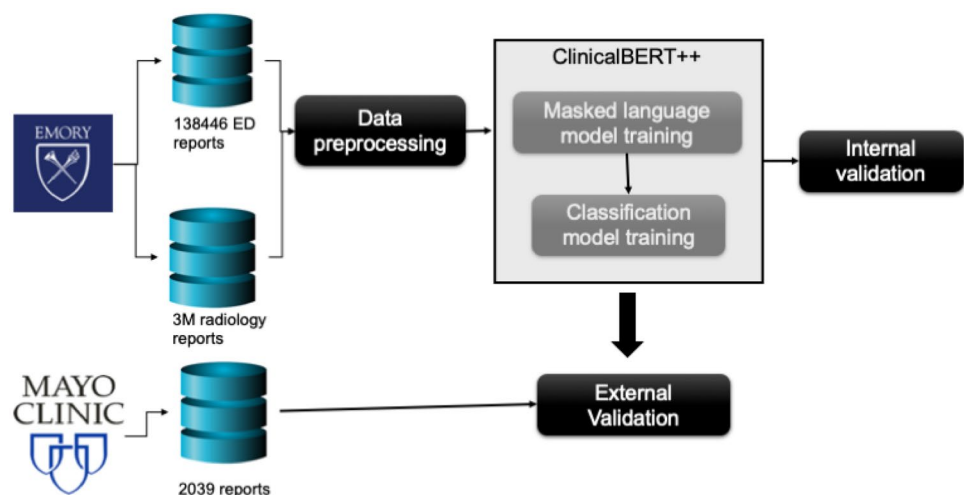 EMORY
138446 ED
reports
3M radiology
reports
Data
preprocessing
ClinicalBERT++
Masked language
model training
Classification
model training
Internal
validation
MAYO
CLINIC
2039 reports
External
Validation